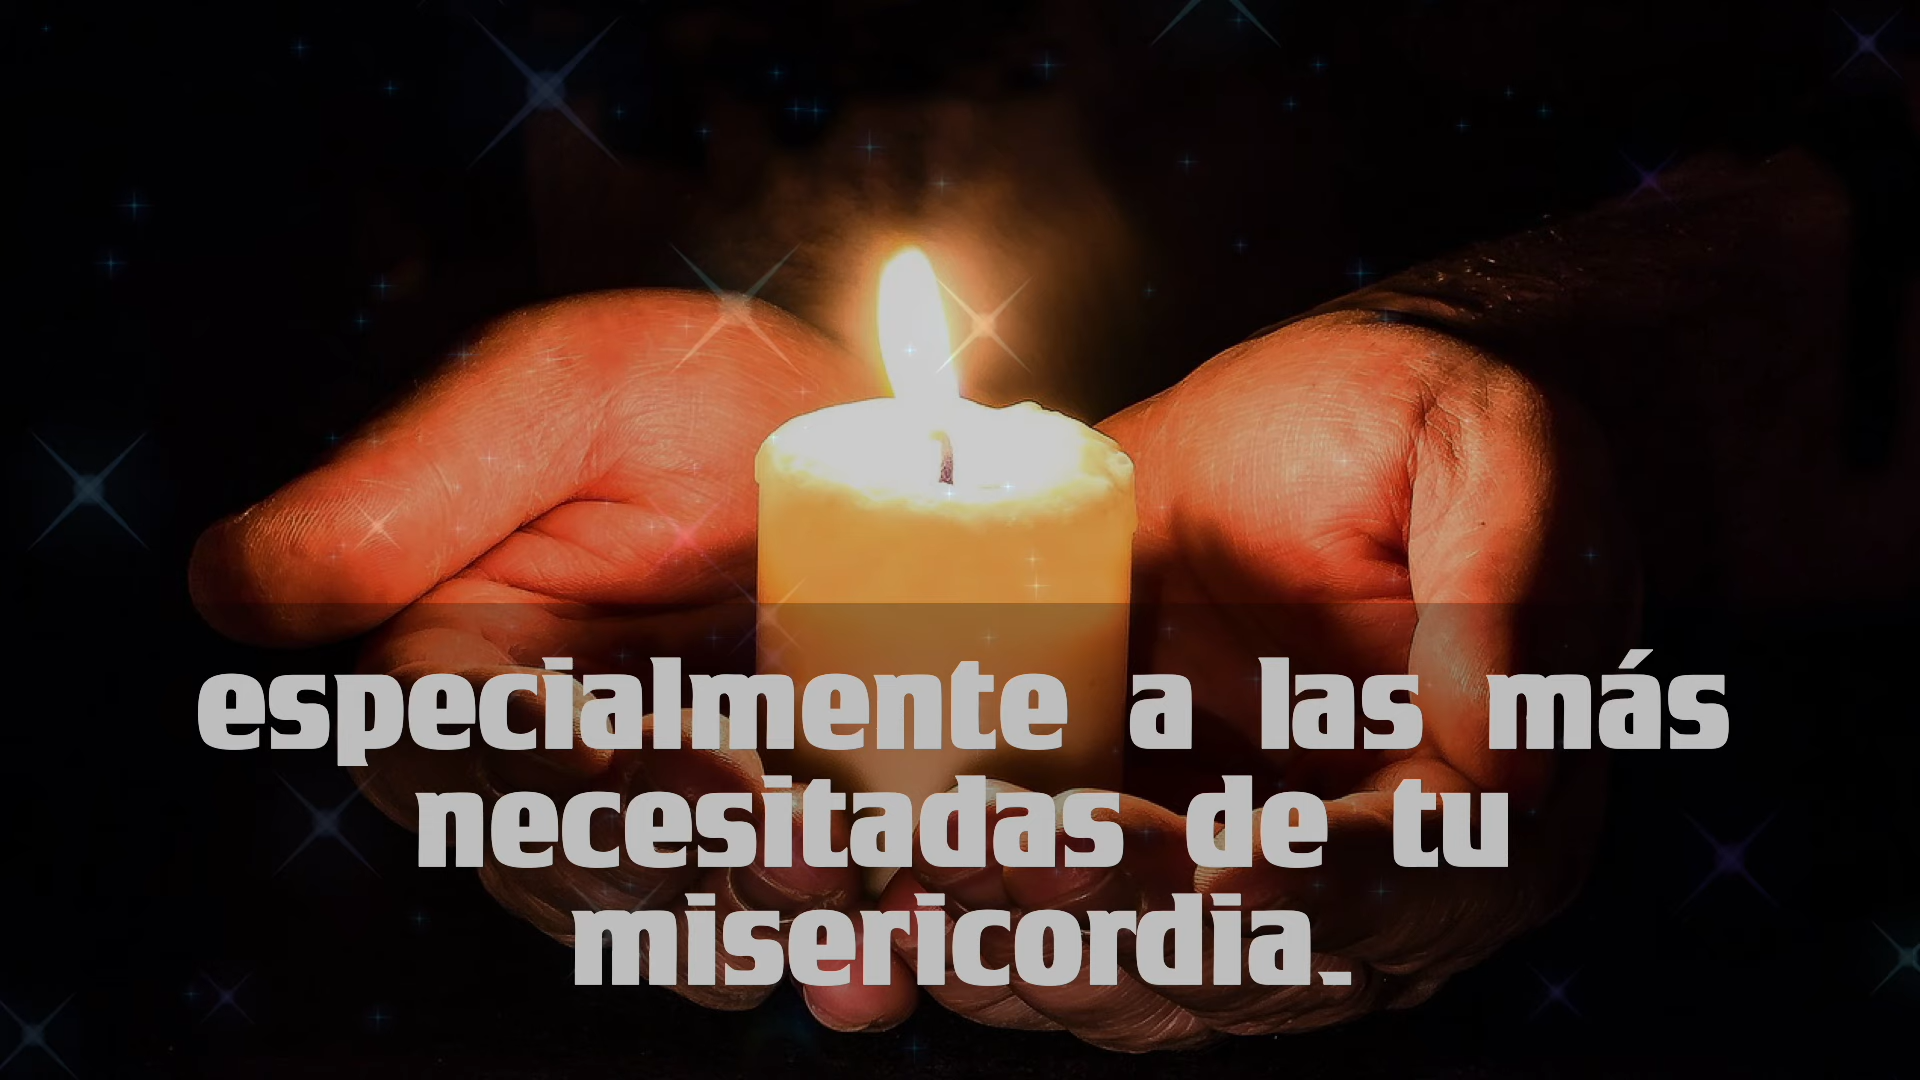 especialmente a las más
necesitadas de tu
misericordia.